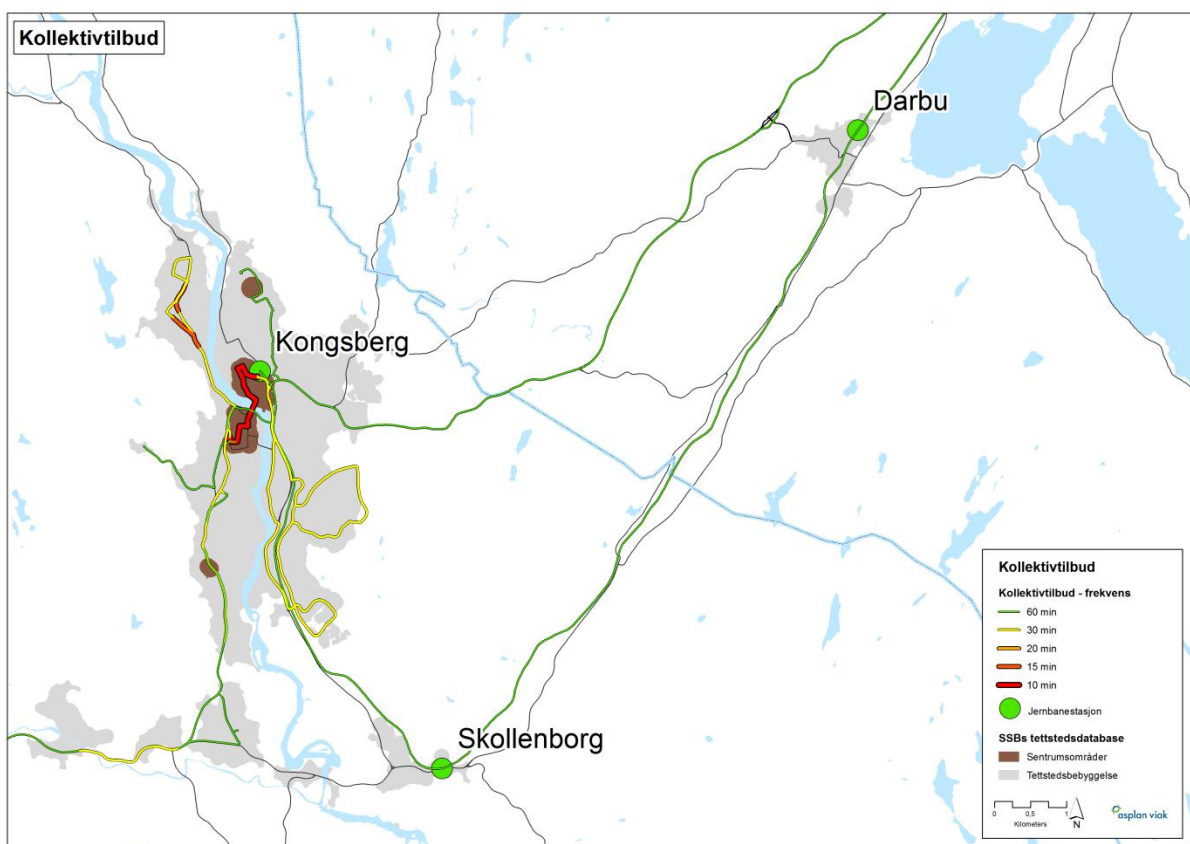 Kollektivtilbud
Darbu
Kongsberg
Skollenborg
Kollektivtilbud
Kollektivtilbud - frekvens
60 min
30 min
20 min
15 min
10 min
Jernbanestasjon
SSBs tettstedsdatabase
Sentrumsområder
Tettstedsbebyggelse
0 0,5 1
Kilometers
N
asplan viak